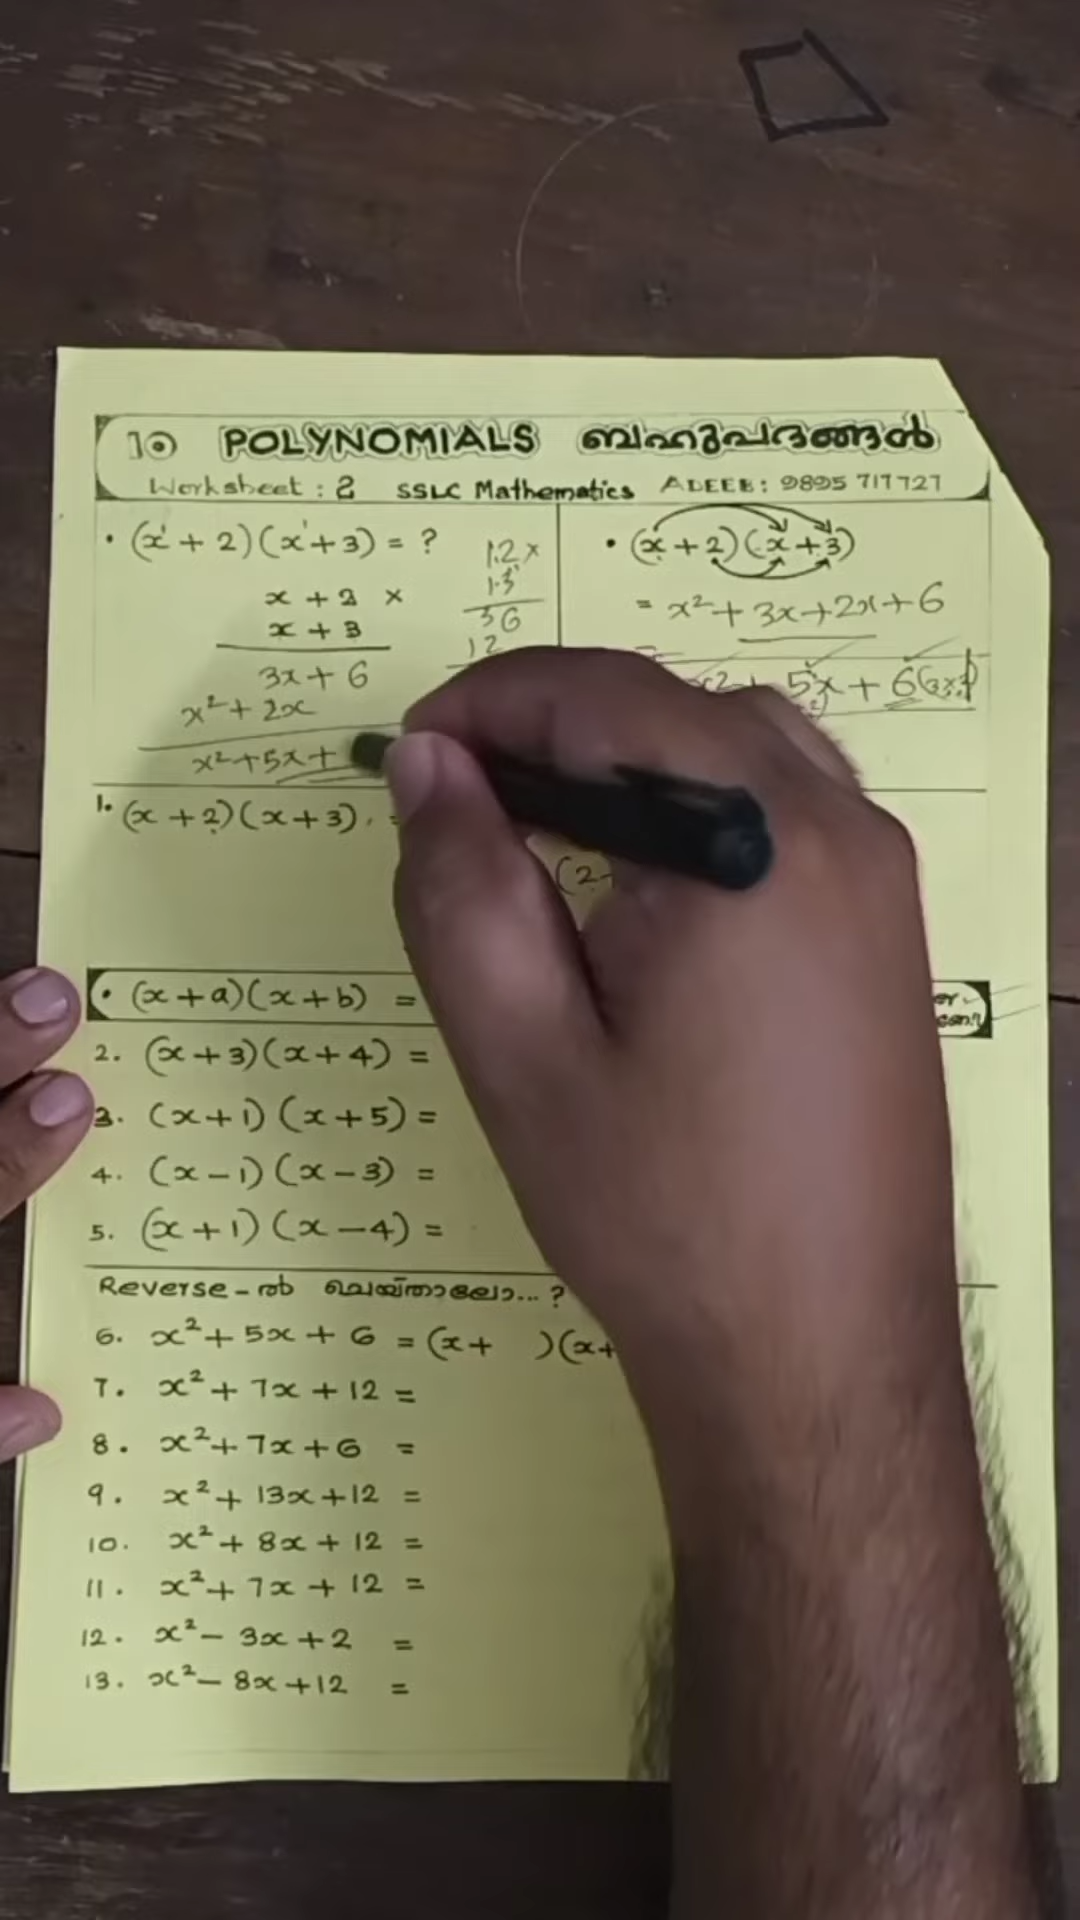 10 POLYNOMIALS ബഹുപദങ്ങൾ
Worksheet : 2 SSLC Mathematics ADEEB: 9895 717727
• (x + 2)(x + 3) = ?
12 ×
13
36
12
x + 2 ×
x + 3
3x + 6
x² + 2x
x² + 5x +
• (x + 2)(x + 3)
= x² + 3x + 2x + 6
x² + 5x + 6
1. (x + 2)(x + 3)
(2
• (x + a)(x + b) =
2. (x + 3)(x + 4) =
3. (x + 1)(x + 5) =
4. (x − 1)(x − 3) =
5. (x + 1)(x − 4) =
Reverse - ൽ ചെയ്താലോ... ?
6. x² + 5x + 6 = (x + )(x +
7. x² + 7x + 12 =
8. x² + 7x + 6 =
9. x² + 13x + 12 =
10. x² + 8x + 12 =
11. x² + 7x + 12 =
12. x² − 3x + 2 =
13. x² − 8x + 12 =